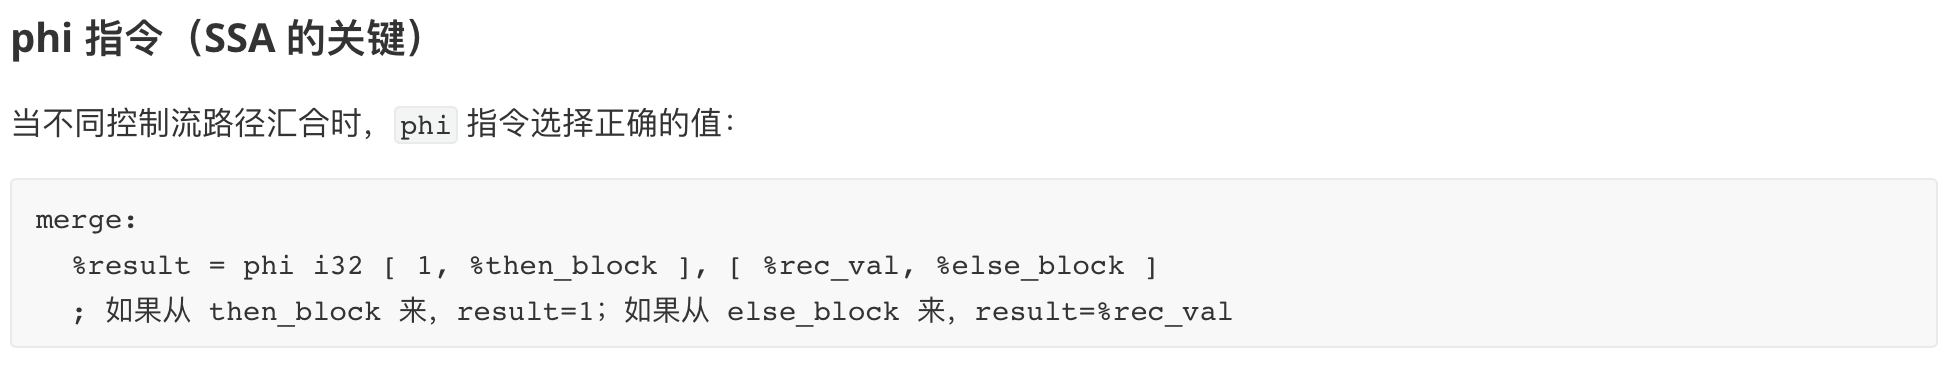 phi 指令（SSA 的关键）
当不同控制流路径汇合时，phi 指令选择正确的值：
merge:
  %result = phi i32 [ 1, %then_block ], [ %rec_val, %else_block ]
  ; 如果从 then_block 来，result=1；如果从 else_block 来，result=%rec_val